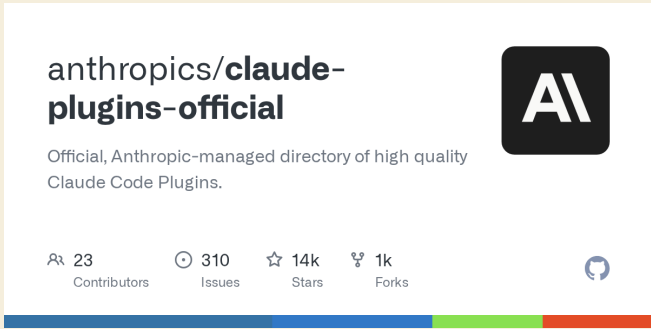 anthropics/claude-
plugins-official
Official, Anthropic-managed directory of high quality
Claude Code Plugins.
23 310 14k 1k
Contributors Issues Stars Forks